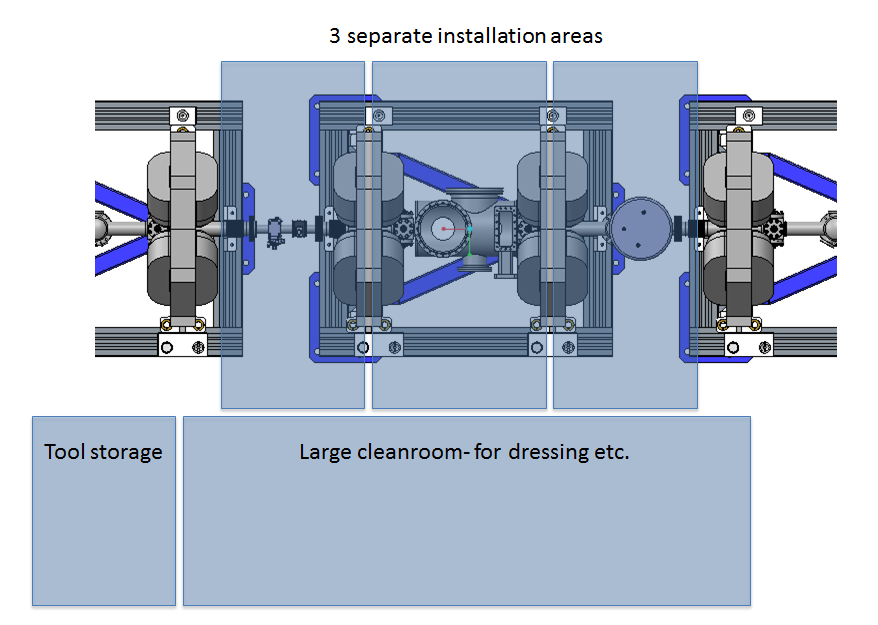 3 separate installation areas
Tool storage
Large cleanroom- for dressing etc.